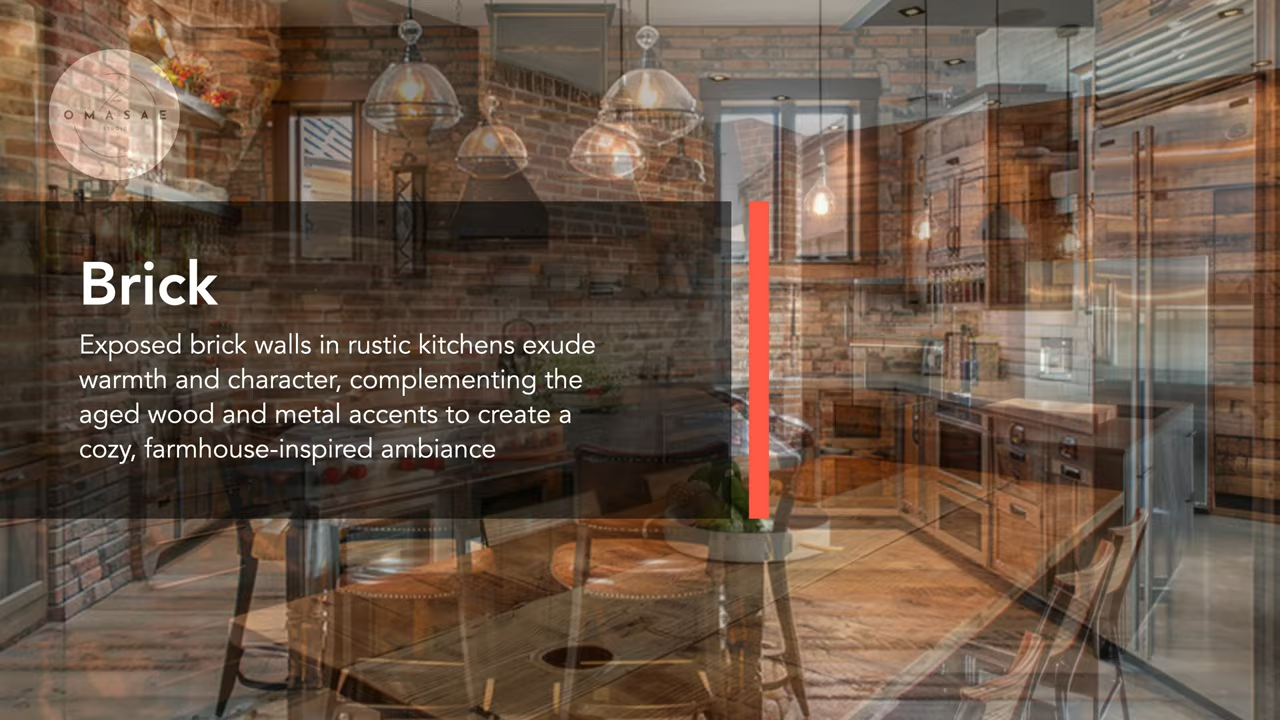 OMASAE
STUDIO
Brick
Exposed brick walls in rustic kitchens exude
warmth and character, complementing the
aged wood and metal accents to create a
cozy, farmhouse-inspired ambiance